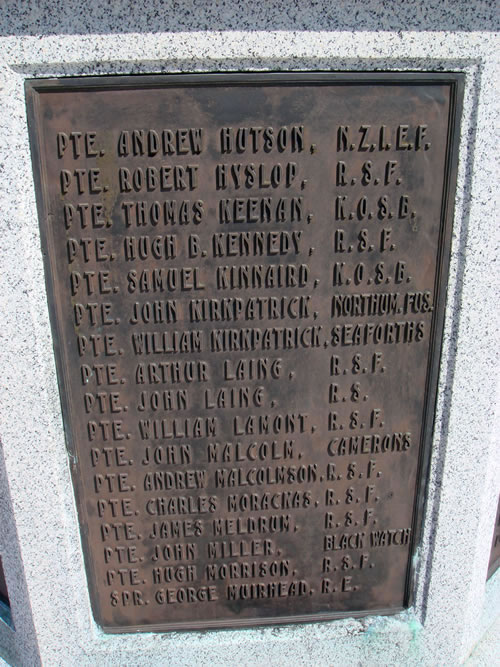 PTE. ANDREW HUTSON, N.Z.I.E.F.
PTE. ROBERT HYSLOP, R.S.F.
PTE. THOMAS KEENAN, K.O.S.B.
PTE. HUGH B. KENNEDY, R.S.F.
PTE. SAMUEL KINNAIRD, K.O.S.B.
PTE. JOHN KIRKPATRICK, NORTHUM. FUS.
PTE. WILLIAM KIRKPATRICK, SEAFORTHS
PTE. ARTHUR LAING, R.S.F.
PTE. JOHN LAING, R.S.
PTE. WILLIAM LAMONT, R.S.F.
PTE. JOHN MALCOLM, CAMERONS
PTE. ANDREW MALCOLMSON, R.S.F.
PTE. CHARLES MORACKAS, R.S.F.
PTE. JAMES MELDRUM, R.S.F.
PTE. JOHN MILLER, BLACK WATCH
PTE. HUGH MORRISON, R.S.F.
SPR. GEORGE MUIRHEAD, R.E.